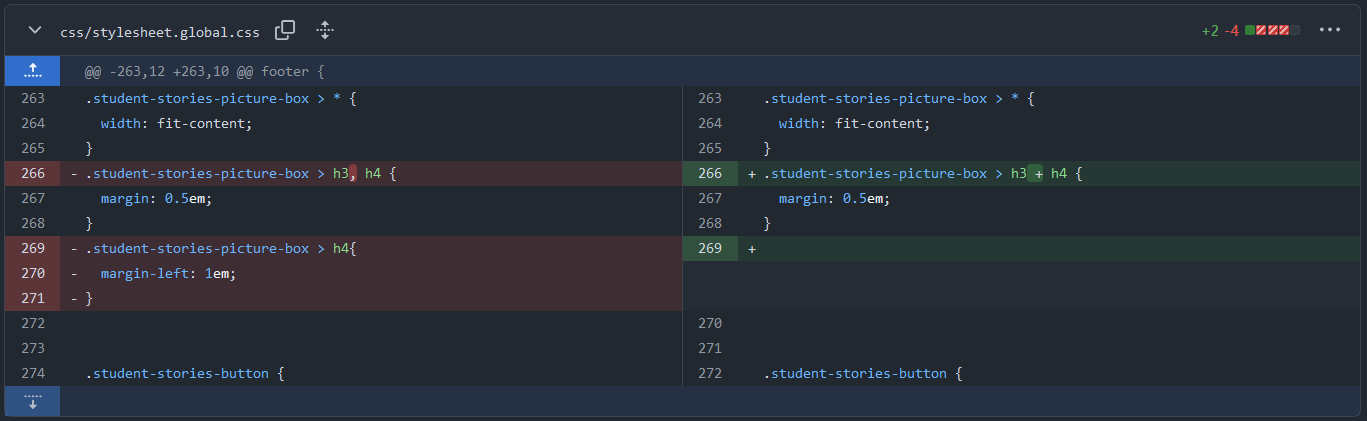 css/stylesheet.global.css +2 -4
@@ -263,12 +263,10 @@ footer {
263 .student-stories-picture-box > * { 263 .student-stories-picture-box > * {
264 width: fit-content; 264 width: fit-content;
265 } 265 }
266 - .student-stories-picture-box > h3, h4 { 266 + .student-stories-picture-box > h3 + h4 {
267 margin: 0.5em; 267 margin: 0.5em;
268 } 268 }
269 - .student-stories-picture-box > h4{ 269 +
270 - margin-left: 1em;
271 - }
272 270
273 271
274 .student-stories-button { 272 .student-stories-button {